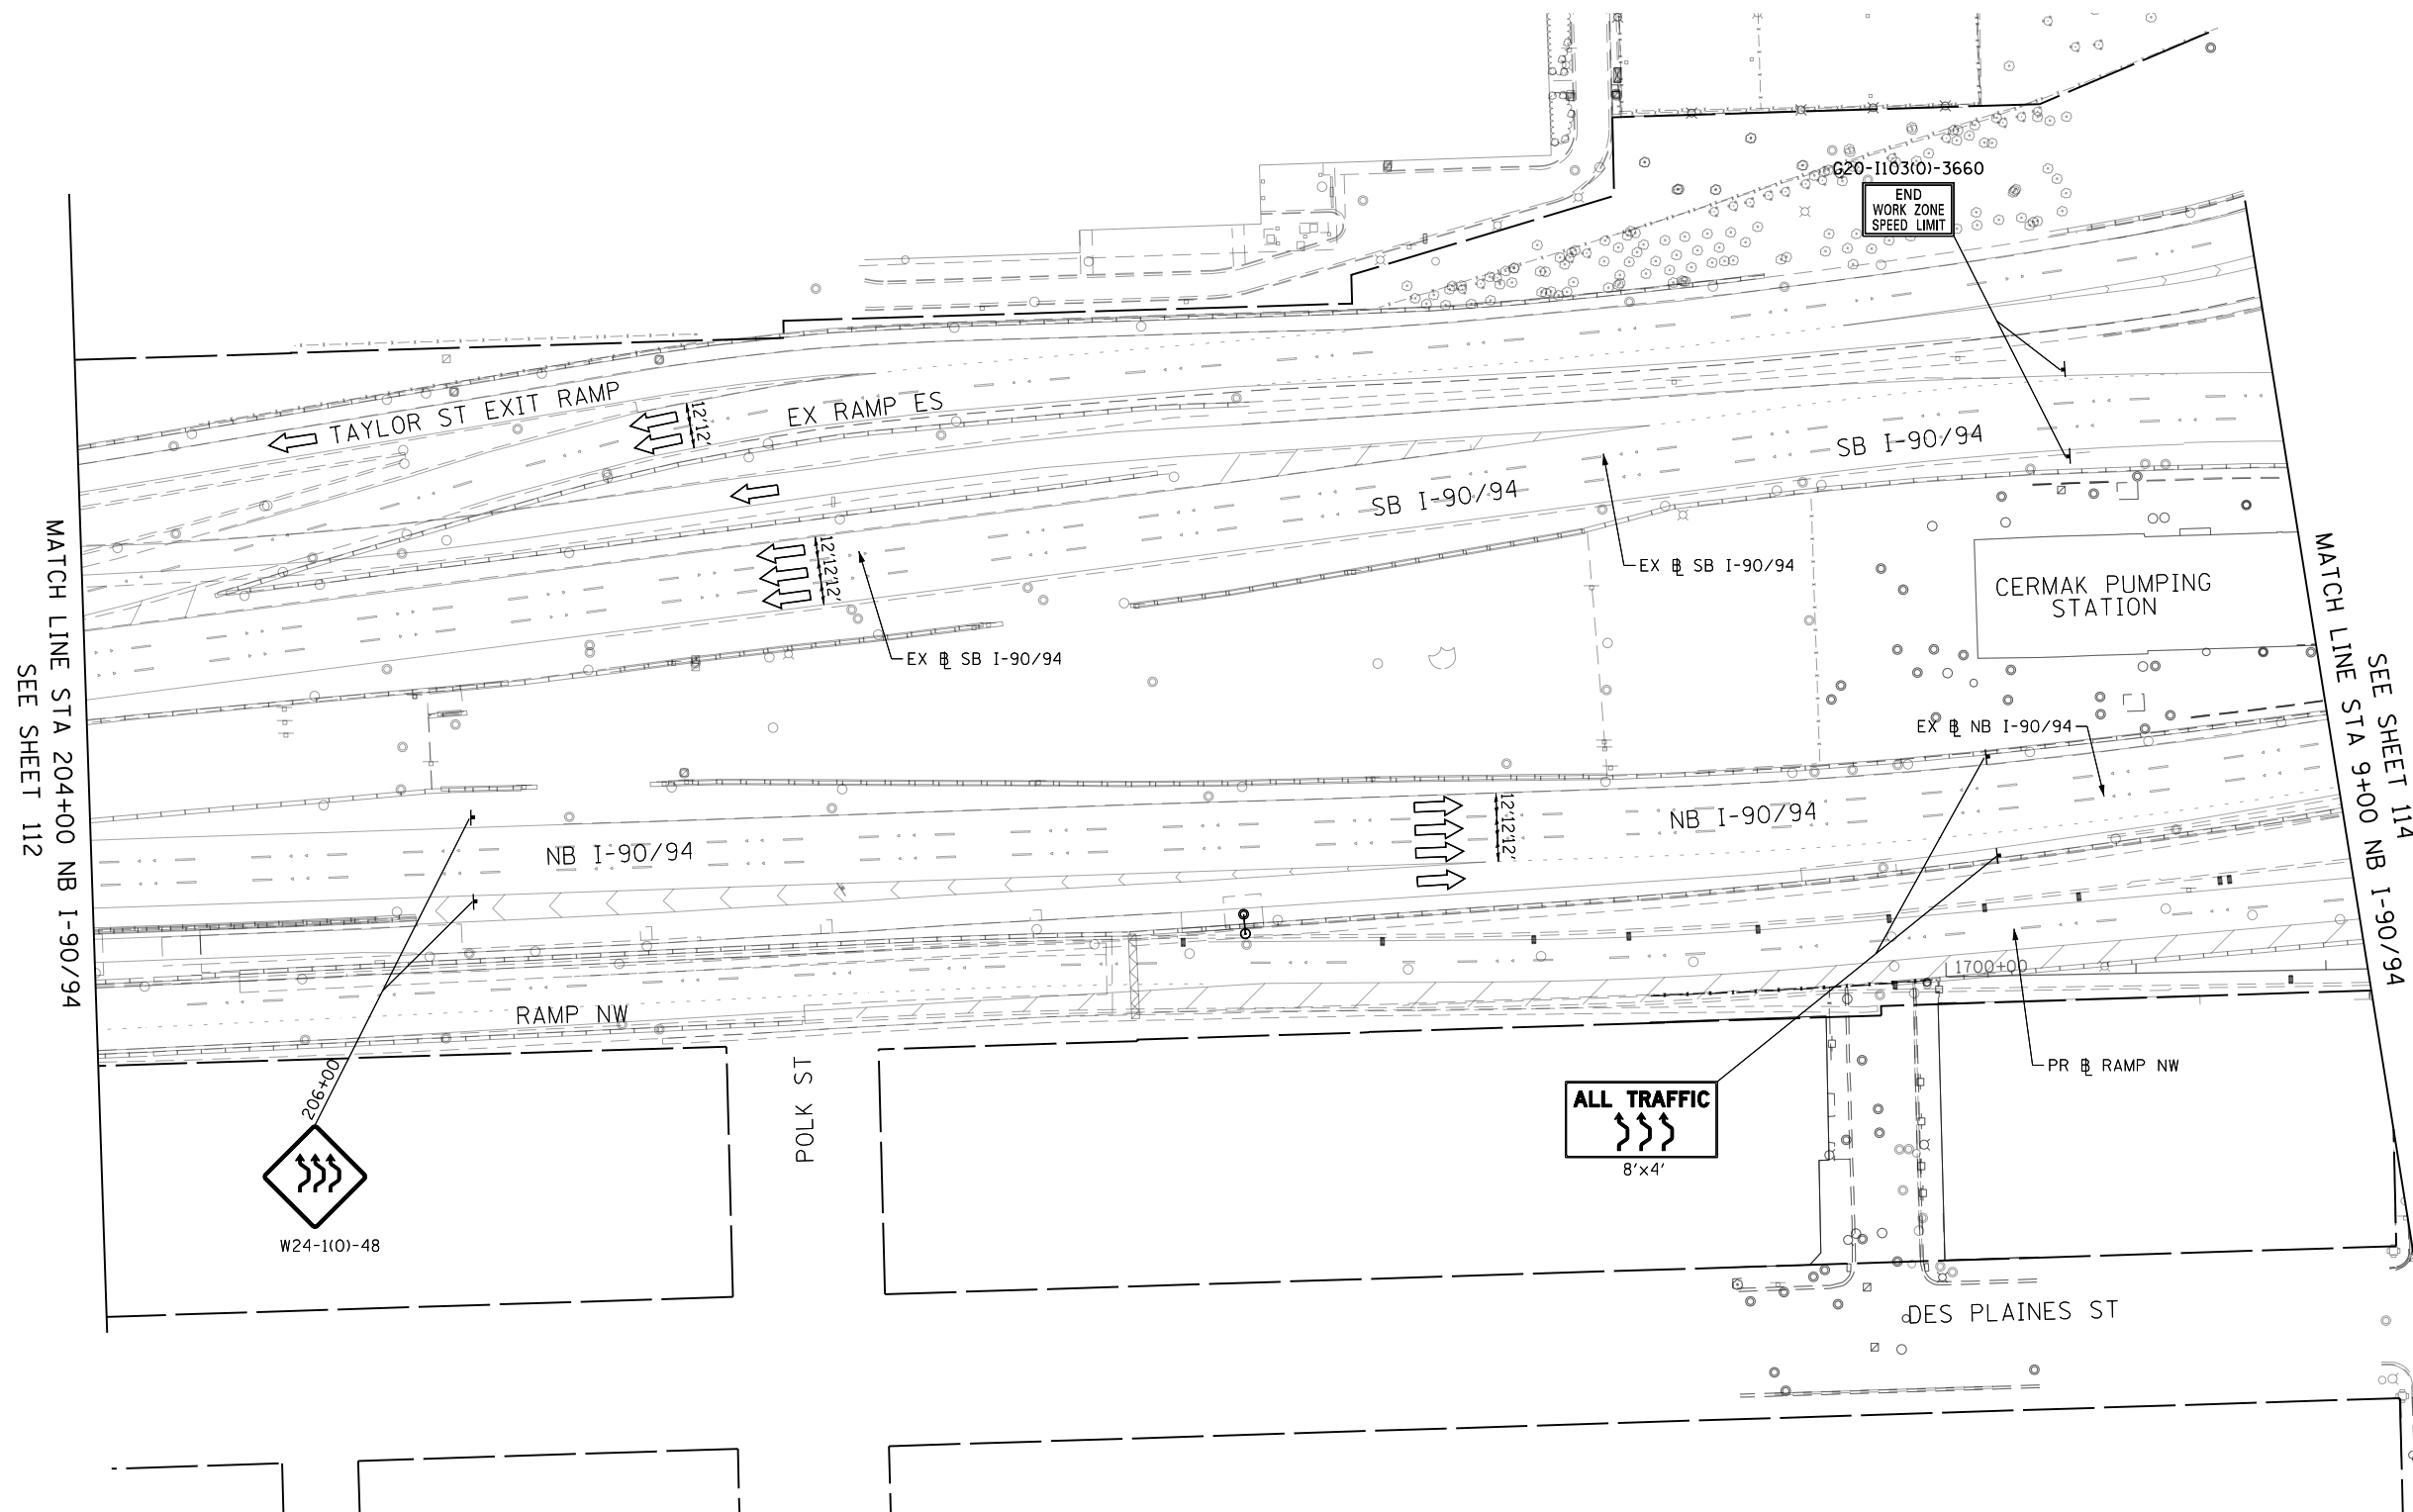 G20-I103(0)-3660
END
WORK ZONE
SPEED LIMIT
TAYLOR ST EXIT RAMP
12'12'
EX RAMP ES
SB I-90/94
SB I-90/94
12'12'12'
EX BL SB I-90/94
EX BL SB I-90/94
CERMAK PUMPING
STATION
MATCH LINE STA 204+00 NB I-90/94
SEE SHEET 112
SEE SHEET 114
MATCH LINE STA 9+00 NB I-90/94
EX BL NB I-90/94
NB I-90/94
12'12'12'
NB I-90/94
1700+00
RAMP NW
PR BL RAMP NW
206+00
POLK ST
ALL TRAFFIC
8'x4'
W24-1(0)-48
DES PLAINES ST